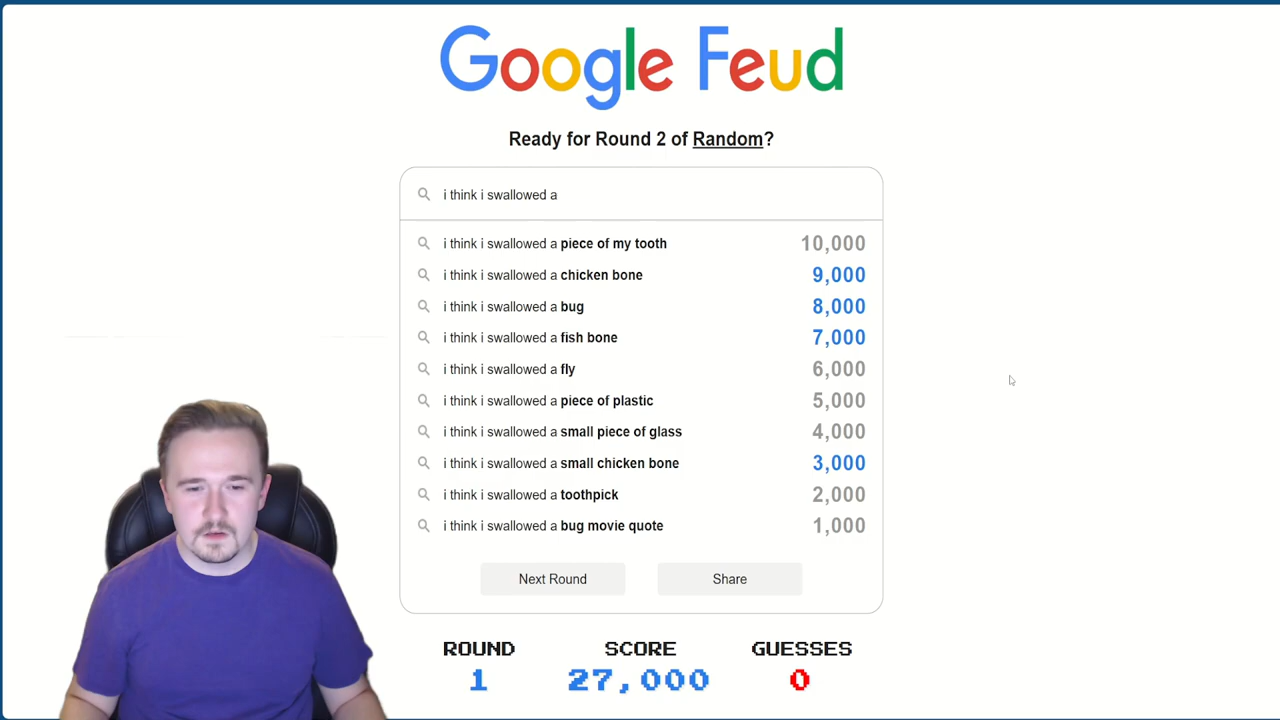 Google Feud
Ready for Round 2 of Random?
i think i swallowed a
i think i swallowed a piece of my tooth 10,000
i think i swallowed a chicken bone 9,000
i think i swallowed a bug 8,000
i think i swallowed a fish bone 7,000
i think i swallowed a fly 6,000
i think i swallowed a piece of plastic 5,000
i think i swallowed a small piece of glass 4,000
i think i swallowed a small chicken bone 3,000
i think i swallowed a toothpick 2,000
i think i swallowed a bug movie quote 1,000
Next Round Share
ROUND SCORE GUESSES
1 27,000 0